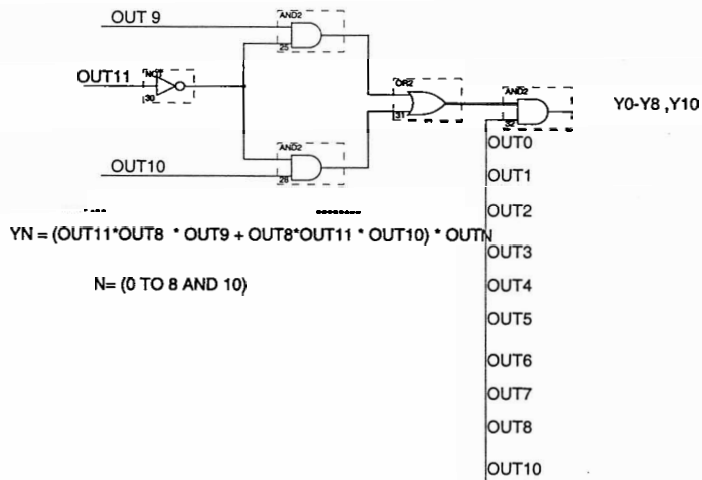 OUT 9
AND2
25
OUT11
NOT
30
OR2
31
AND2
32
Y0-Y8 ,Y10
AND2
OUT10
OUT0
OUT1
OUT2
YN = (OUT11*OUT8 * OUT9 + OUT8*OUT11 * OUT10) * OUTN
OUT3
N= (0 TO 8 AND 10)
OUT4
OUT5
OUT6
OUT7
OUT8
OUT10